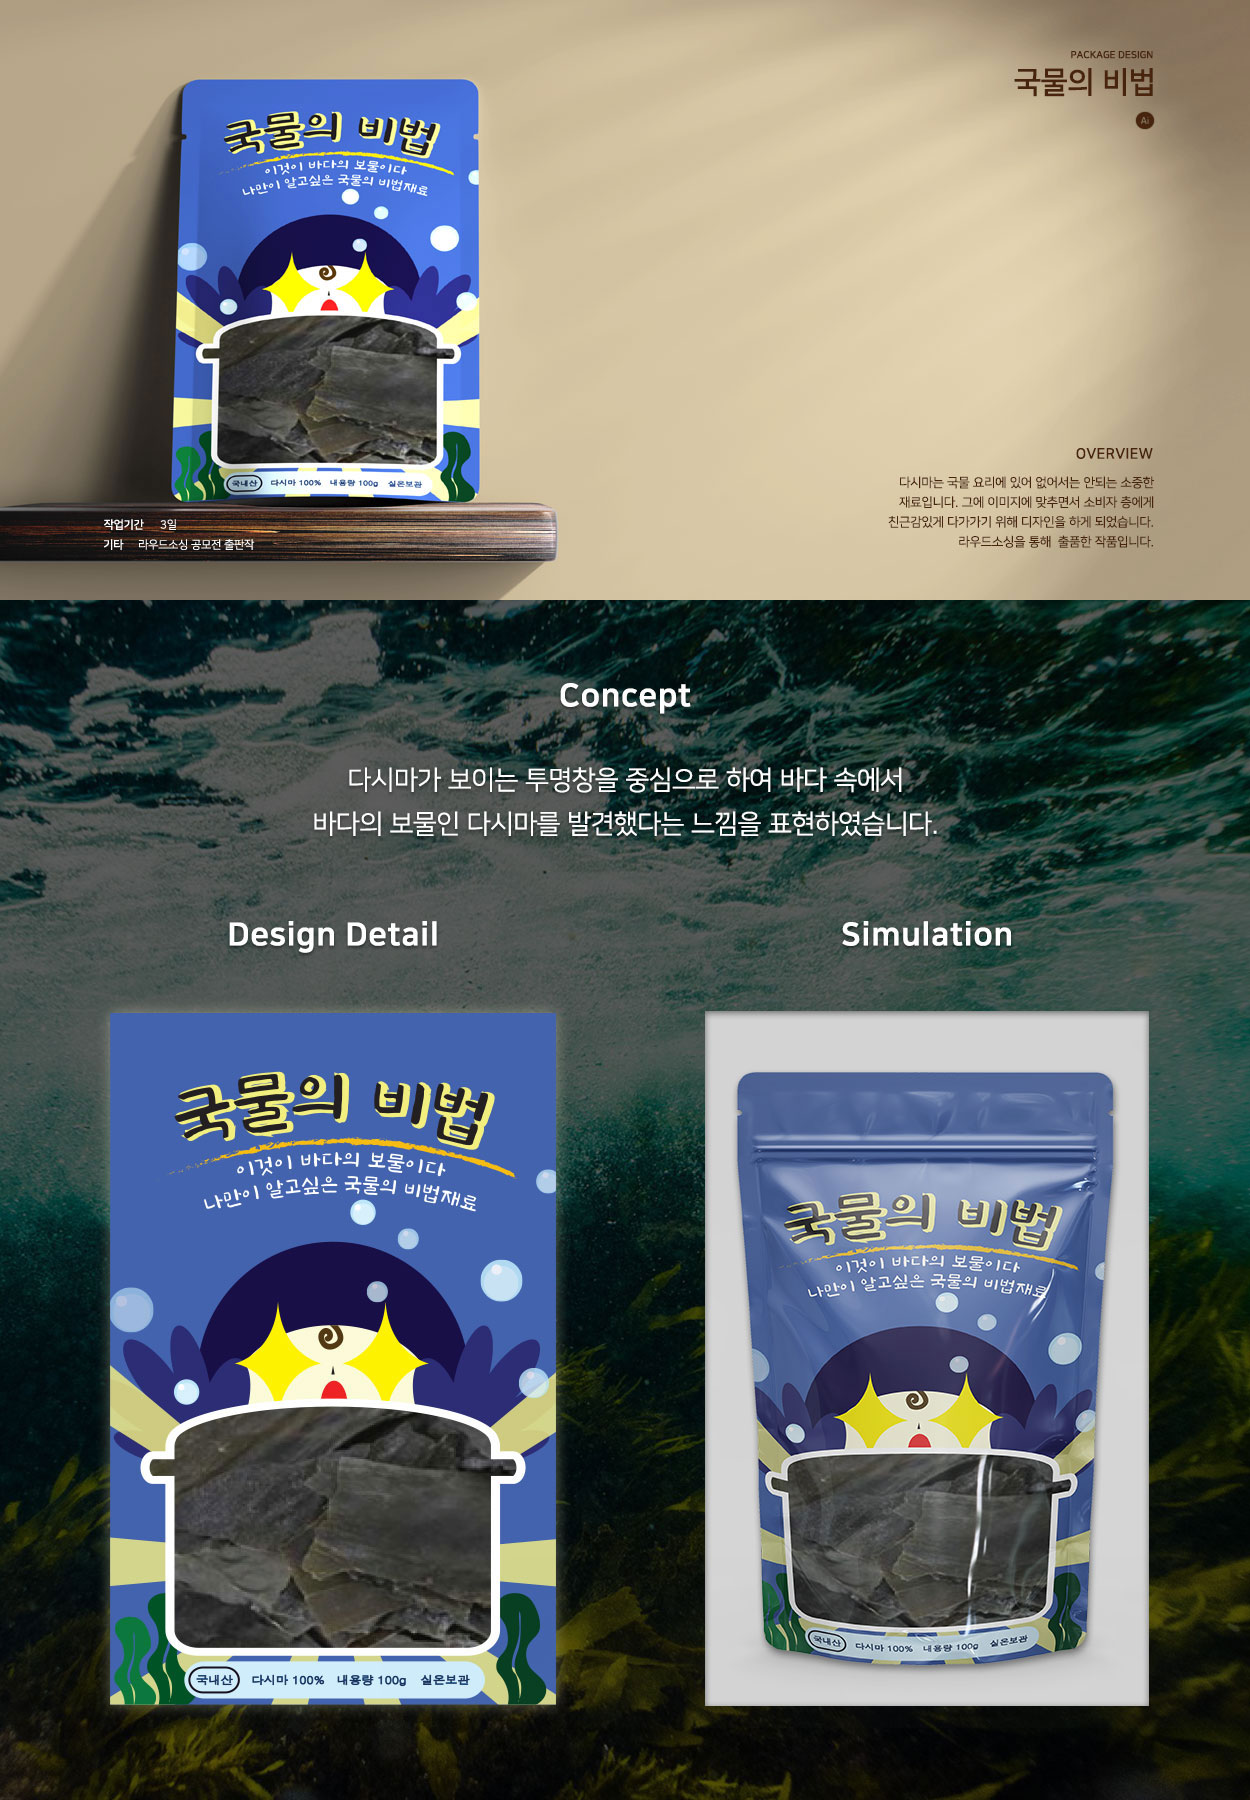 PACKAGE DESIGN
국물의 비법
Ai
국물의 비법
이것이 바다의 보물이다
나만이 알고싶은 국물의 비법재료
국내산 다시마 100% 내용량 100g 실온보관
작업기간 3일
기타 라우드소싱 공모전 출판작
OVERVIEW
다시마는 국물 요리에 있어 없어서는 안되는 소중한
재료입니다. 그에 이미지에 맞추면서 소비자 층에게
친근감있게 다가가기 위해 디자인을 하게 되었습니다.
라우드소싱을 통해 출품한 작품입니다.
Concept
다시마가 보이는 투명창을 중심으로 하여 바다 속에서
바다의 보물인 다시마를 발견했다는 느낌을 표현하였습니다.
Design Detail
국물의 비법
이것이 바다의 보물이다
나만이 알고싶은 국물의 비법재료
국내산 다시마 100% 내용량 100g 실온보관
Simulation
국물의 비법
이것이 바다의 보물이다
나만이 알고싶은 국물의 비법재료
국내산 다시마 100% 내용량 100g 실온보관